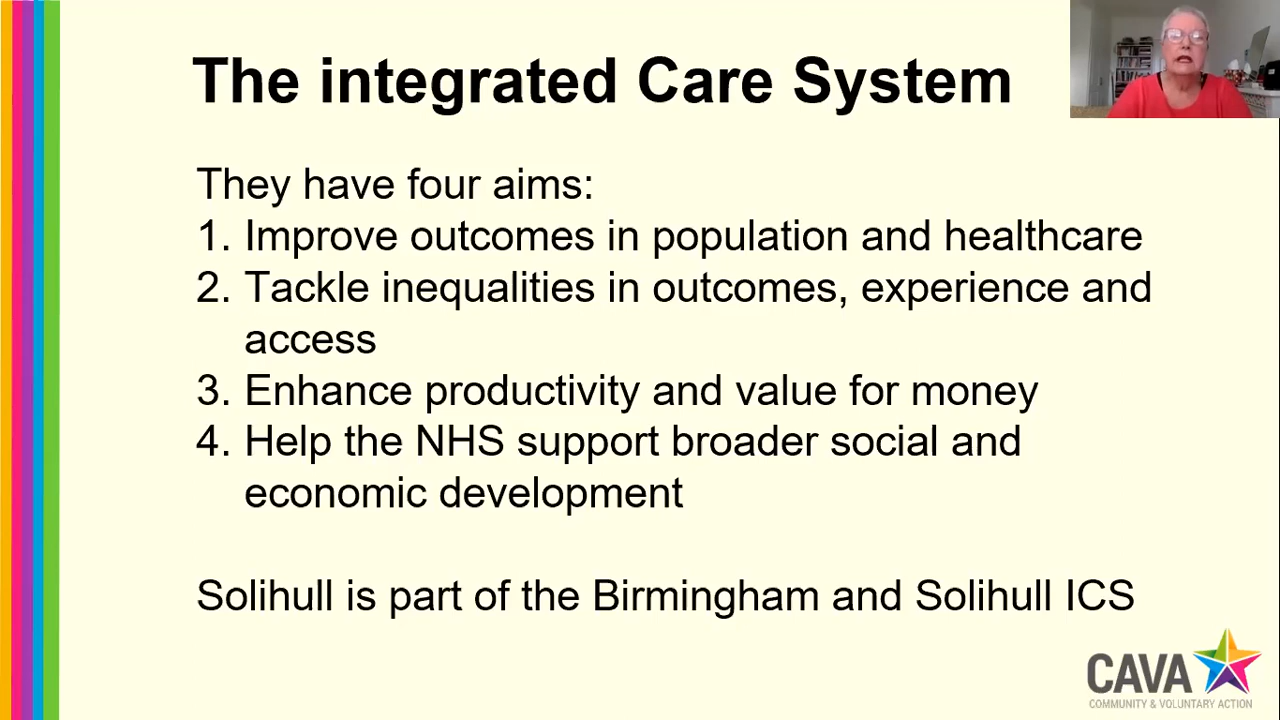 The integrated Care System
They have four aims:
1. Improve outcomes in population and healthcare
2. Tackle inequalities in outcomes, experience and
access
3. Enhance productivity and value for money
4. Help the NHS support broader social and
economic development
Solihull is part of the Birmingham and Solihull ICS
CAVA
COMMUNITY & VOLUNTARY ACTION